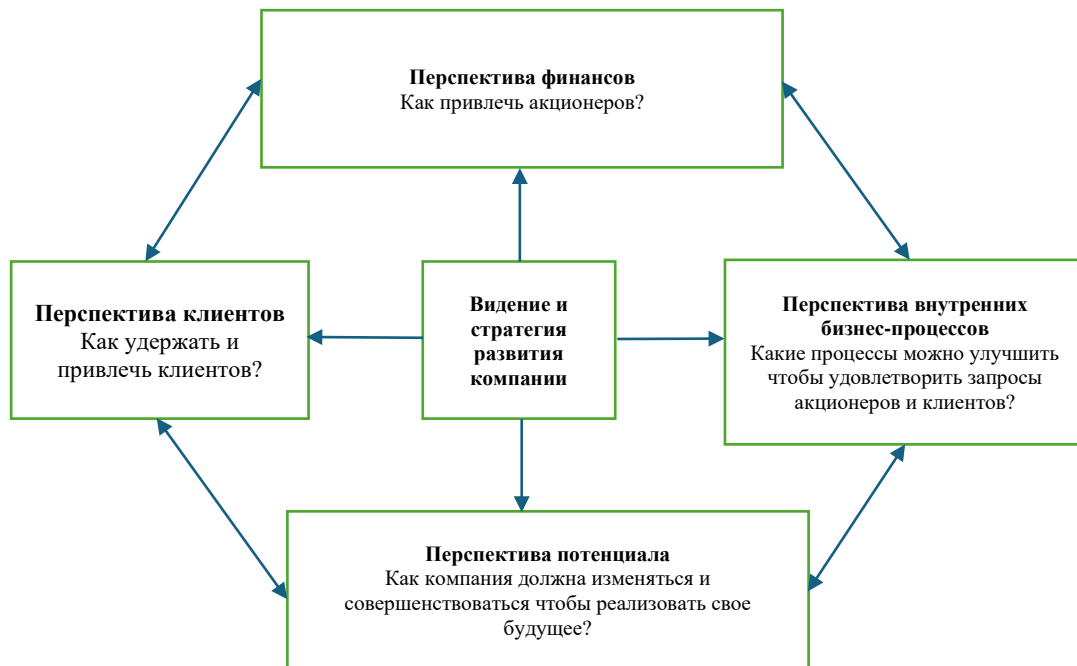 Перспектива финансов
Как привлечь акционеров?
Перспектива клиентов
Как удержать и
привлечь клиентов?
Видение и
стратегия
развития
компании
Перспектива внутренних
бизнес-процессов
Какие процессы можно улучшить
чтобы удовлетворить запросы
акционеров и клиентов?
Перспектива потенциала
Как компания должна изменяться и
совершенствоваться чтобы реализовать свое
будущее?